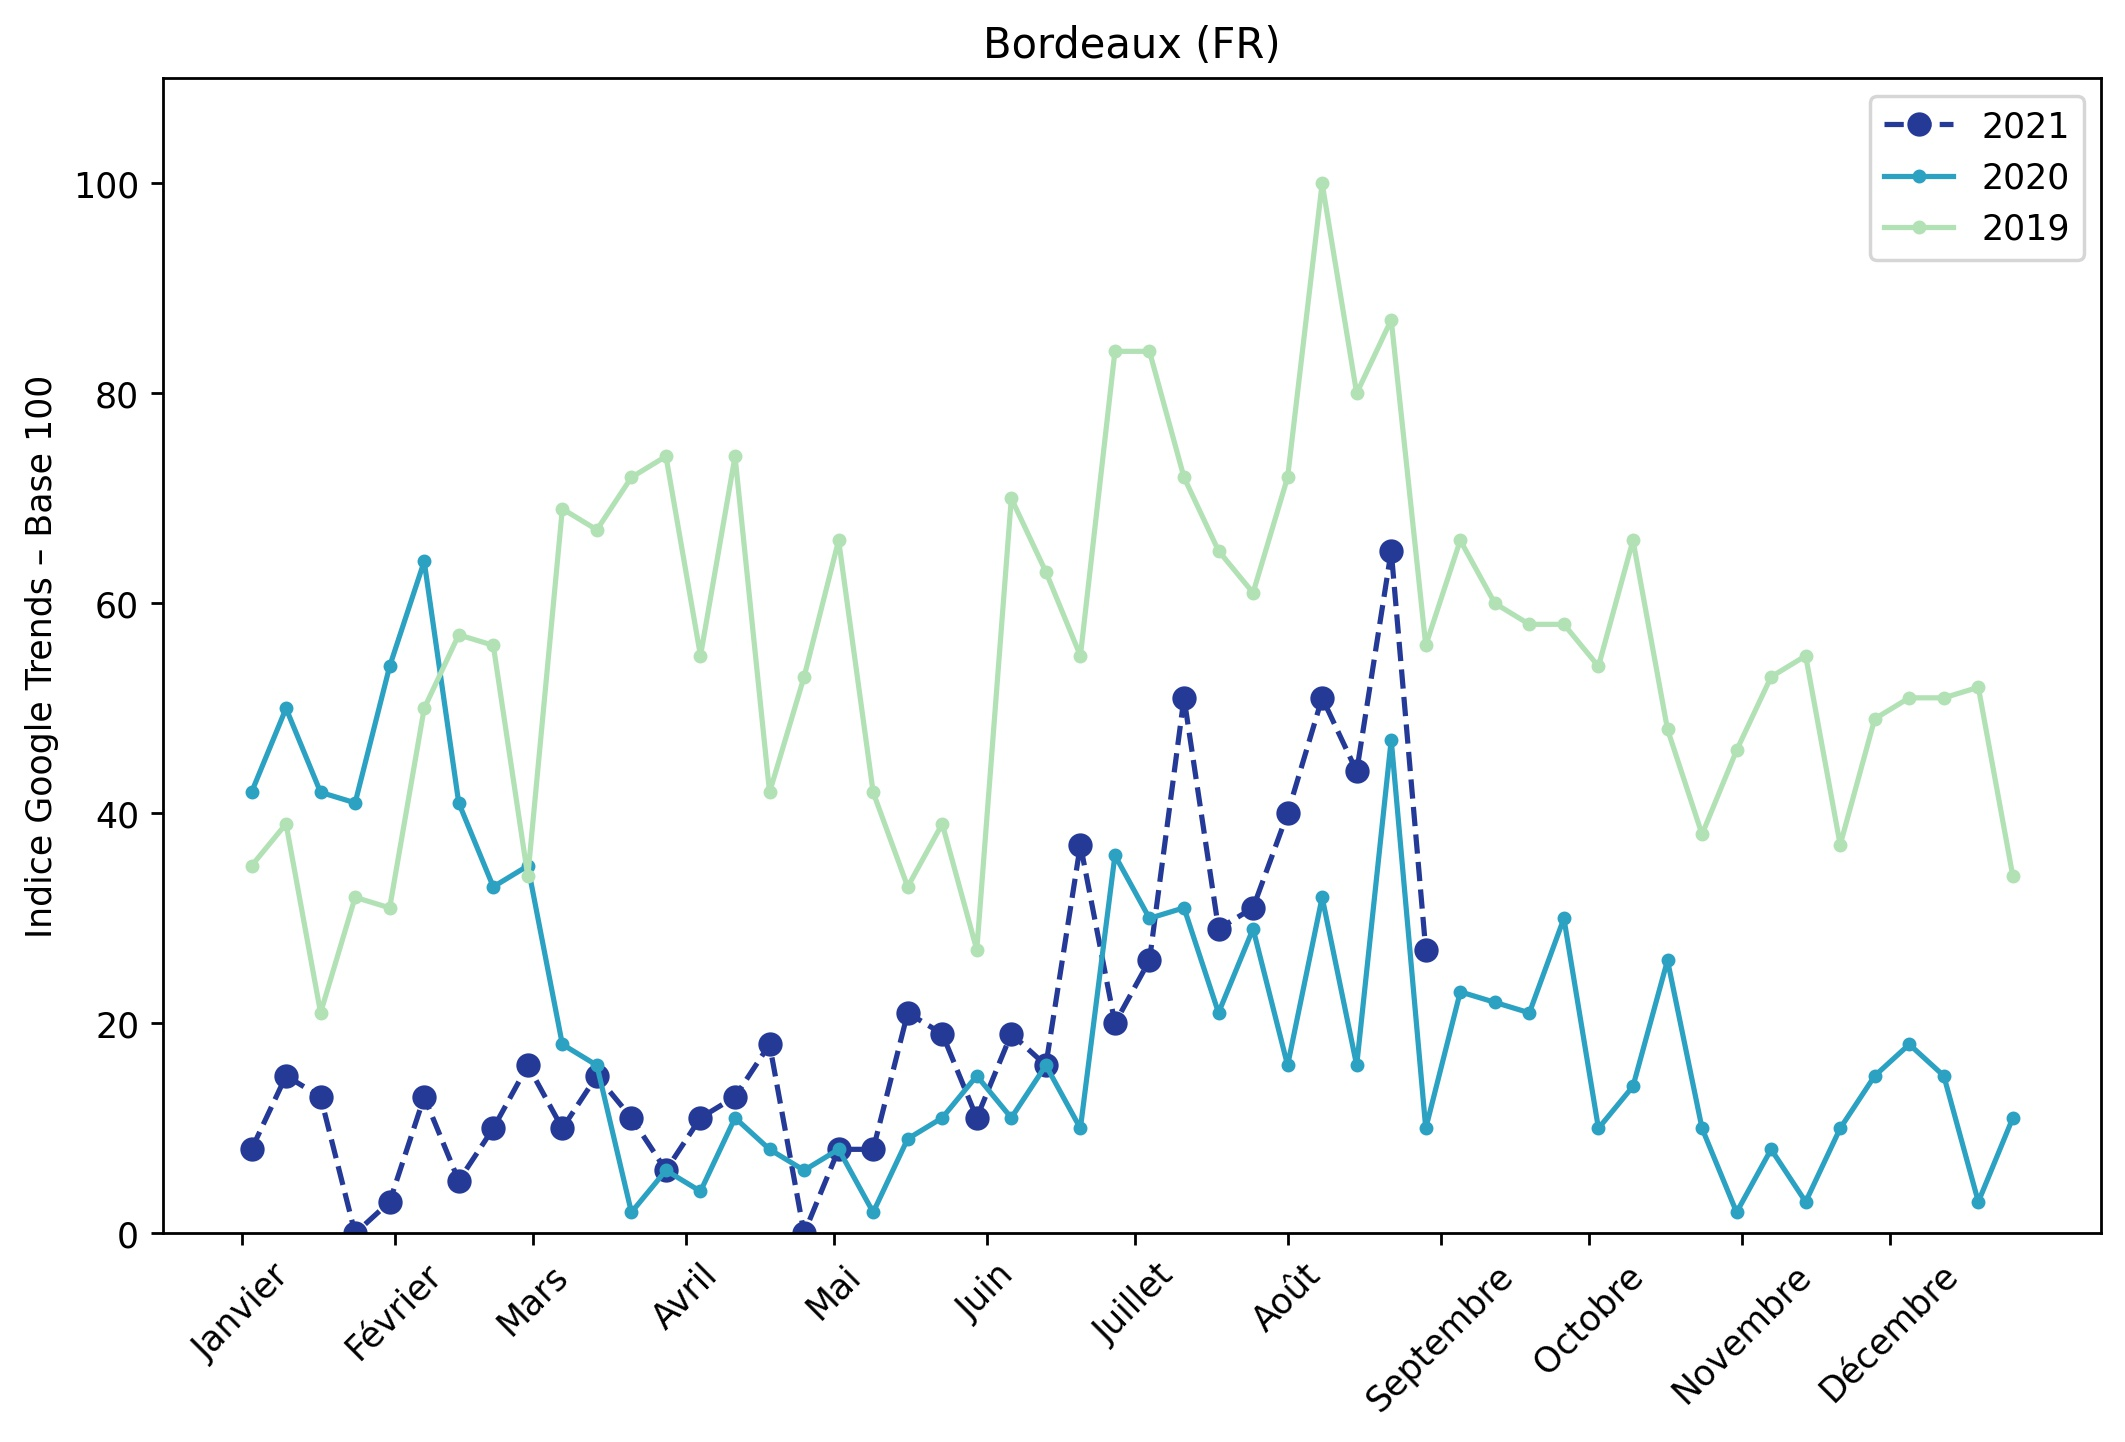 Bordeaux (FR)
2021
2020
2019
Indice Google Trends – Base 100
100
80
60
40
20
0
Janvier
Février
Mars
Avril
Mai
Juin
Juillet
Août
Septembre
Octobre
Novembre
Décembre